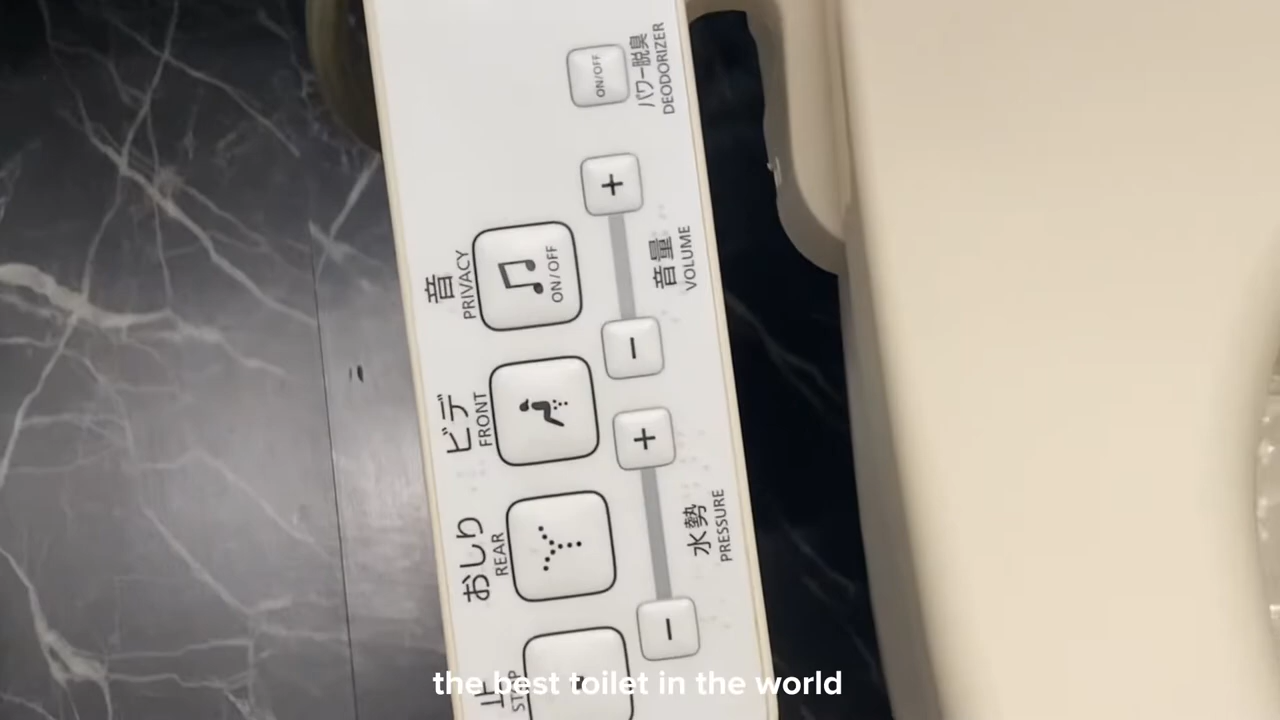 止
STOP
おしり
REAR
ビデ
FRONT
音
PRIVACY
ON/OFF
− +
水勢
PRESSURE
− +
音量
VOLUME
ON/OFF
パワー脱臭
DEODORIZER
the best toilet in the world